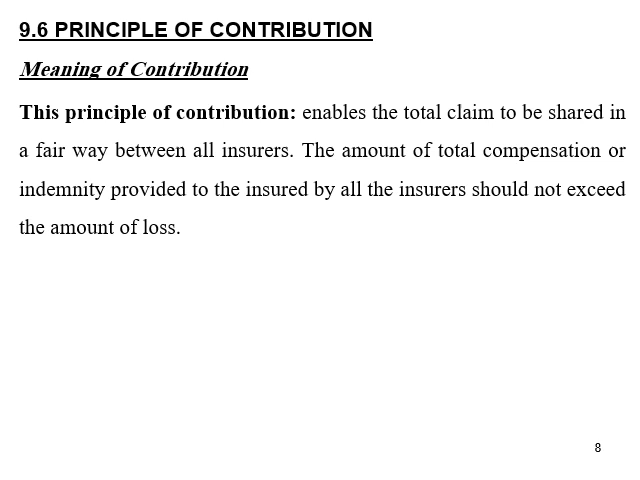 9.6 PRINCIPLE OF CONTRIBUTION
Meaning of Contribution
This principle of contribution: enables the total claim to be shared in
a fair way between all insurers. The amount of total compensation or
indemnity provided to the insured by all the insurers should not exceed
the amount of loss.
8